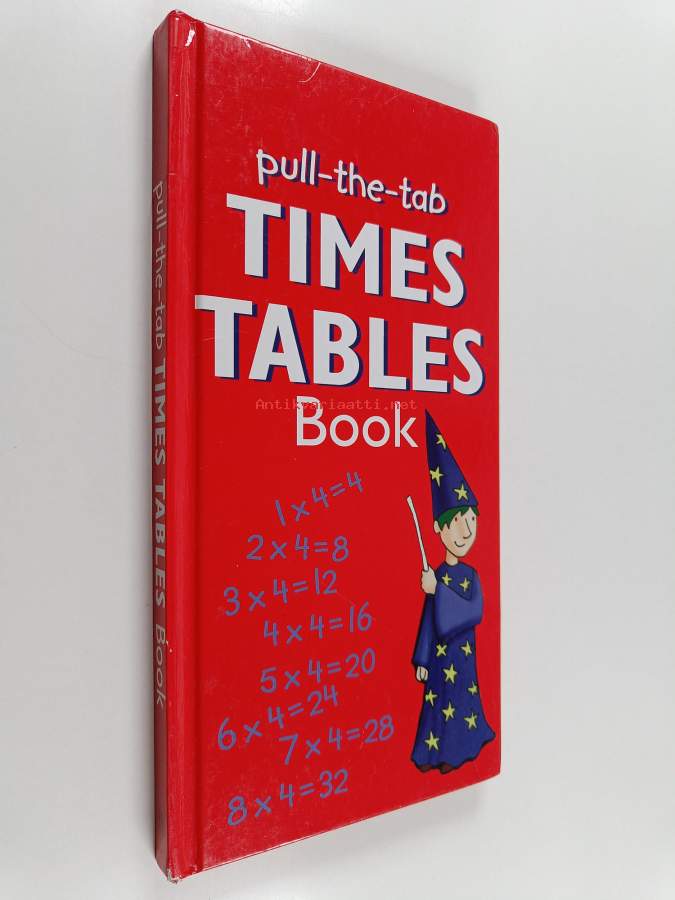 pull-the-tab TIMES TABLES Book
pull-the-tab
TIMES
TABLES
Antikvariaatti.net
Book
1 x 4=4
2 x 4=8
3 x 4=12
4 x 4=16
5 x 4=20
6 x 4=24
7 x 4=28
8 x 4=32